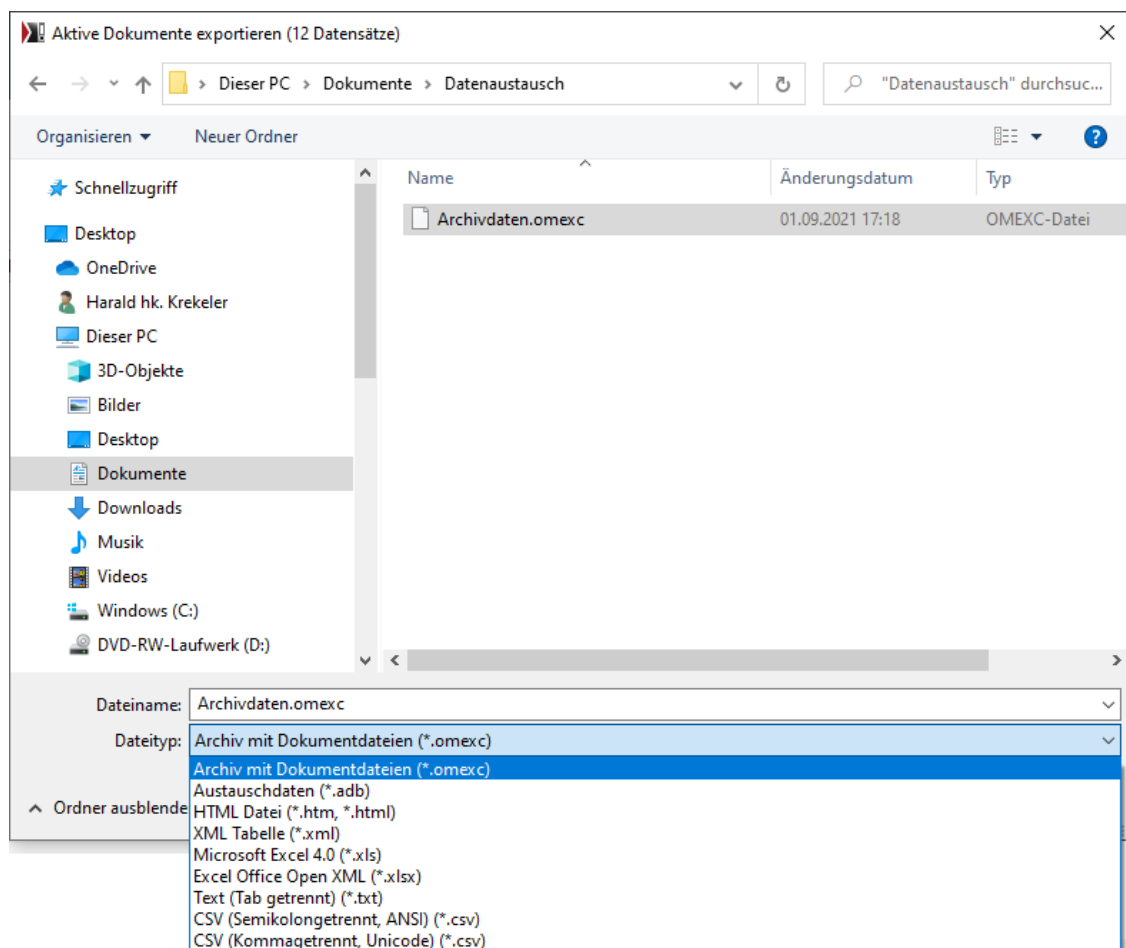 Aktive Dokumente exportieren (12 Datensätze)
Dieser PC > Dokumente > Datenaustausch
"Datenaustausch" durchsuc...
Organisieren
Neuer Ordner
?
Schnellzugriff
Desktop
OneDrive
Harald hk. Krekeler
Dieser PC
3D-Objekte
Bilder
Desktop
Dokumente
Downloads
Musik
Videos
Windows (C:)
DVD-RW-Laufwerk (D:)
Name Änderungsdatum Typ
Archivdaten.omexc 01.09.2021 17:18 OMEXC-Datei
Dateiname: Archivdaten.omexc
Dateityp: Archiv mit Dokumentdateien (*.omexc)
Archiv mit Dokumentdateien (*.omexc)
Austauschdaten (*.adb)
Ordner ausblende
HTML Datei (*.htm, *.html)
XML Tabelle (*.xml)
Microsoft Excel 4.0 (*.xls)
Excel Office Open XML (*.xlsx)
Text (Tab getrennt) (*.txt)
CSV (Semikolongetrennt, ANSI) (*.csv)
CSV (Kommagetrennt, Unicode) (*.csv)